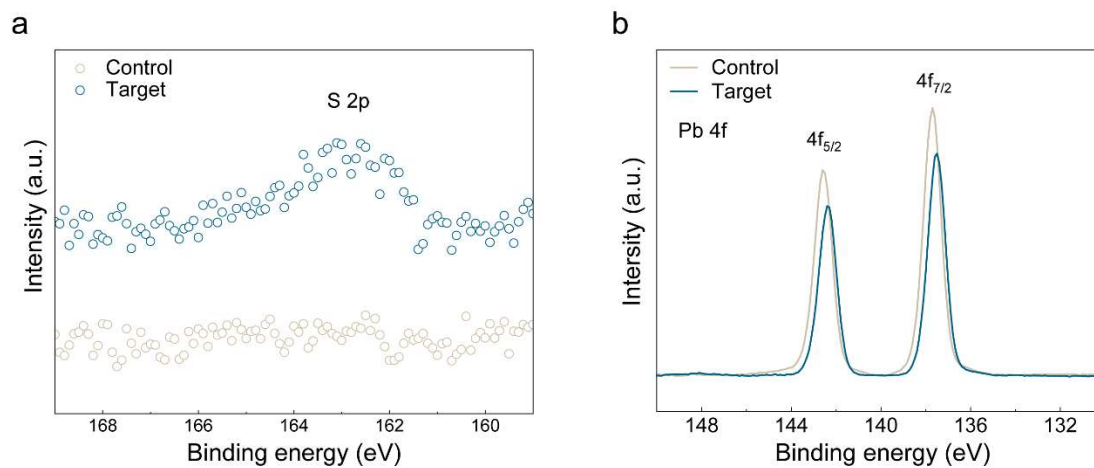 a
Control
Target
S 2p
Intensity (a.u.)
168
166
164
162
160
Binding energy (eV)
b
Control
Target
Pb 4f
4f5/2
4f7/2
Intersity (a.u.)
148
144
140
136
132
Binding energy (eV)